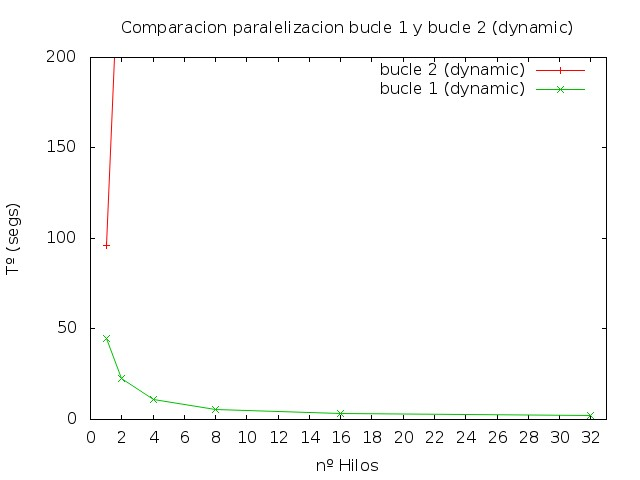 Comparacion paralelizacion bucle 1 y bucle 2 (dynamic)
200
150
100
50
0
Tº (segs)
bucle 2 (dynamic)
bucle 1 (dynamic)
0 2 4 6 8 10 12 14 16 18 20 22 24 26 28 30 32
nº Hilos